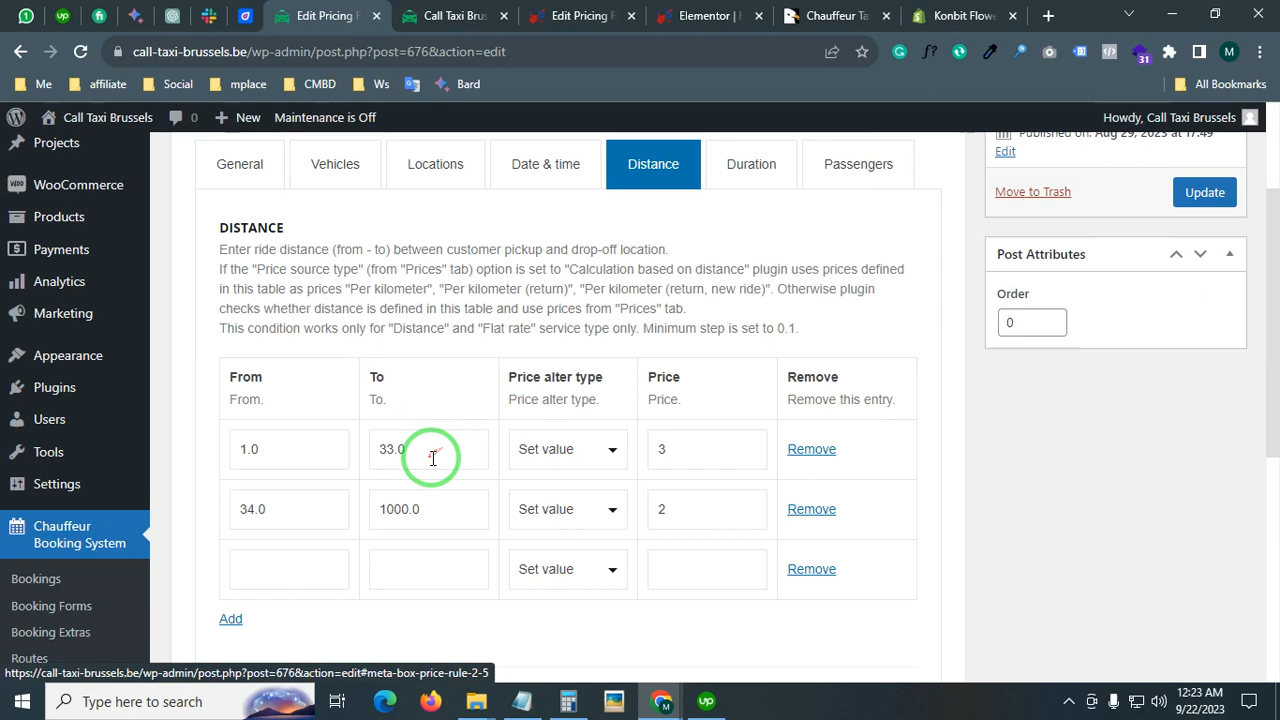 Edit Pricing R
Call Taxi Brus
Edit Pricing R
Elementor | R
Chauffeur Tax
Konbit Flowe
call-taxi-brussels.be/wp-admin/post.php?post=676&action=edit
31
M
Me
affiliate
Social
mplace
CMBD
Ws
Bard
All Bookmarks
Call Taxi Brussels
0
New
Maintenance is Off
Howdy, Call Taxi Brussels
Projects
WooCommerce
Products
Payments
Analytics
Marketing
Appearance
Plugins
Users
Tools
Settings
Chauffeur
Booking System
Bookings
Booking Forms
Booking Extras
Routes
General
Vehicles
Locations
Date & time
Distance
Duration
Passengers
DISTANCE
Enter ride distance (from - to) between customer pickup and drop-off location.
If the "Price source type" (from "Prices" tab) option is set to "Calculation based on distance" plugin uses prices defined
in this table as prices "Per kilometer", "Per kilometer (return)", "Per kilometer (return, new ride)". Otherwise plugin
checks whether distance is defined in this table and use prices from "Prices" tab.
This condition works only for "Distance" and "Flat rate" service type only. Minimum step is set to 0.1.
From
To
Price alter type
Price
Remove
From.
To.
Price alter type.
Price.
Remove this entry.
1.0
33.0
Set value
3
Remove
34.0
1000.0
Set value
2
Remove
Set value
Remove
Add
Published on: Aug 29, 2023 at 17:49
Edit
Move to Trash
Update
Post Attributes
Order
0
https://call-taxi-brussels.be/wp-admin/post.php?post=676&action=edit#meta-box-price-rule-2-5
Type here to search
12:23 AM
9/22/2023